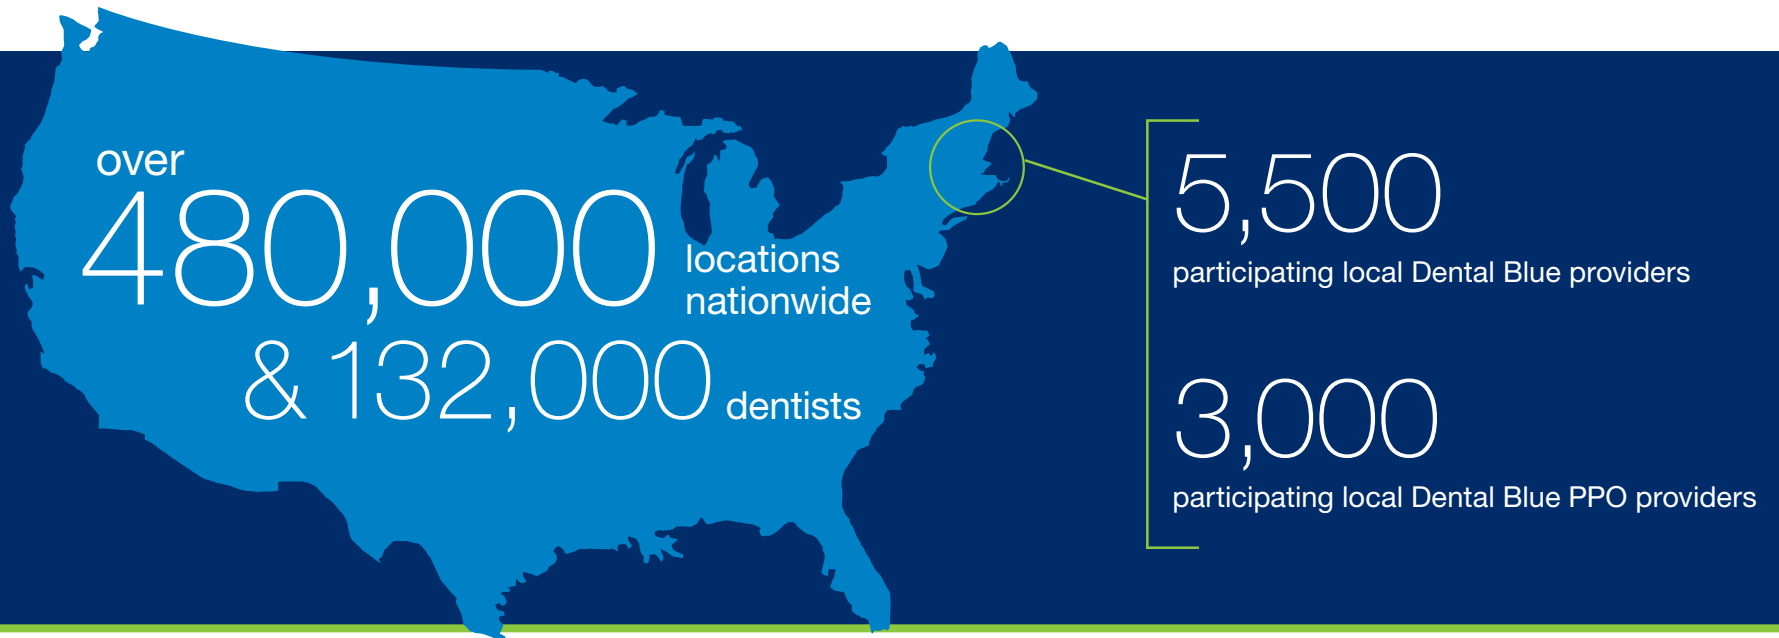 over
480,000
locations
nationwide
& 132,000 dentists
5,500
participating local Dental Blue providers
3,000
participating local Dental Blue PPO providers